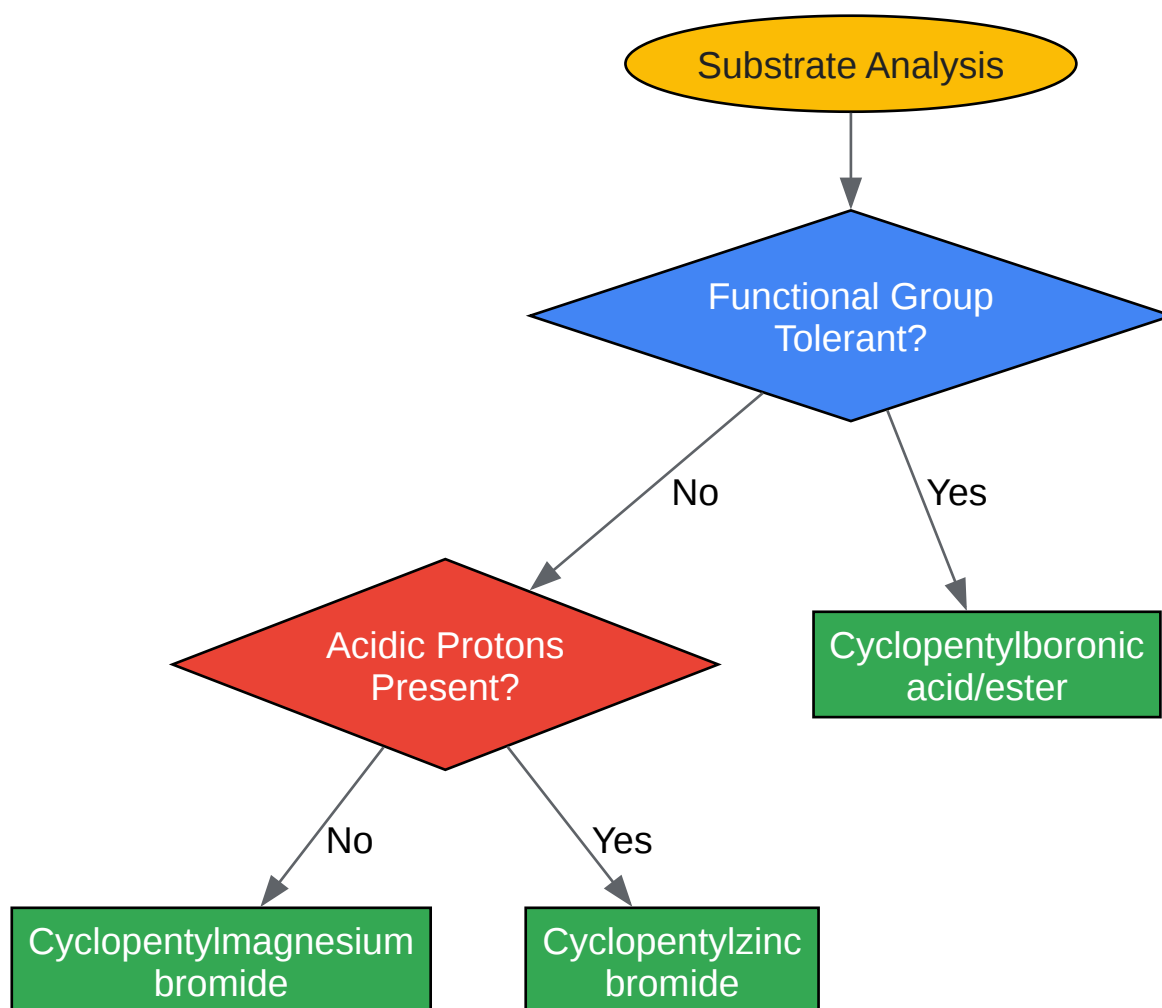 Substrate Analysis
Functional Group
Tolerant?
No
Yes
Acidic Protons
Present?
Cyclopentylboronic
acid/ester
No
Yes
Cyclopentylmagnesium
bromide
Cyclopentylzinc
bromide